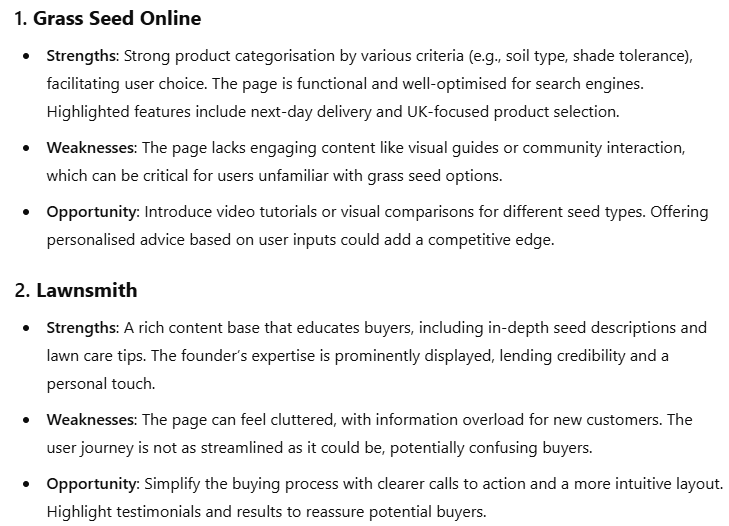 1. Grass Seed Online
• Strengths: Strong product categorisation by various criteria (e.g., soil type, shade tolerance),
facilitating user choice. The page is functional and well-optimised for search engines.
Highlighted features include next-day delivery and UK-focused product selection.
• Weaknesses: The page lacks engaging content like visual guides or community interaction,
which can be critical for users unfamiliar with grass seed options.
• Opportunity: Introduce video tutorials or visual comparisons for different seed types. Offering
personalised advice based on user inputs could add a competitive edge.
2. Lawnsmith
• Strengths: A rich content base that educates buyers, including in-depth seed descriptions and
lawn care tips. The founder's expertise is prominently displayed, lending credibility and a
personal touch.
• Weaknesses: The page can feel cluttered, with information overload for new customers. The
user journey is not as streamlined as it could be, potentially confusing buyers.
• Opportunity: Simplify the buying process with clearer calls to action and a more intuitive layout.
Highlight testimonials and results to reassure potential buyers.